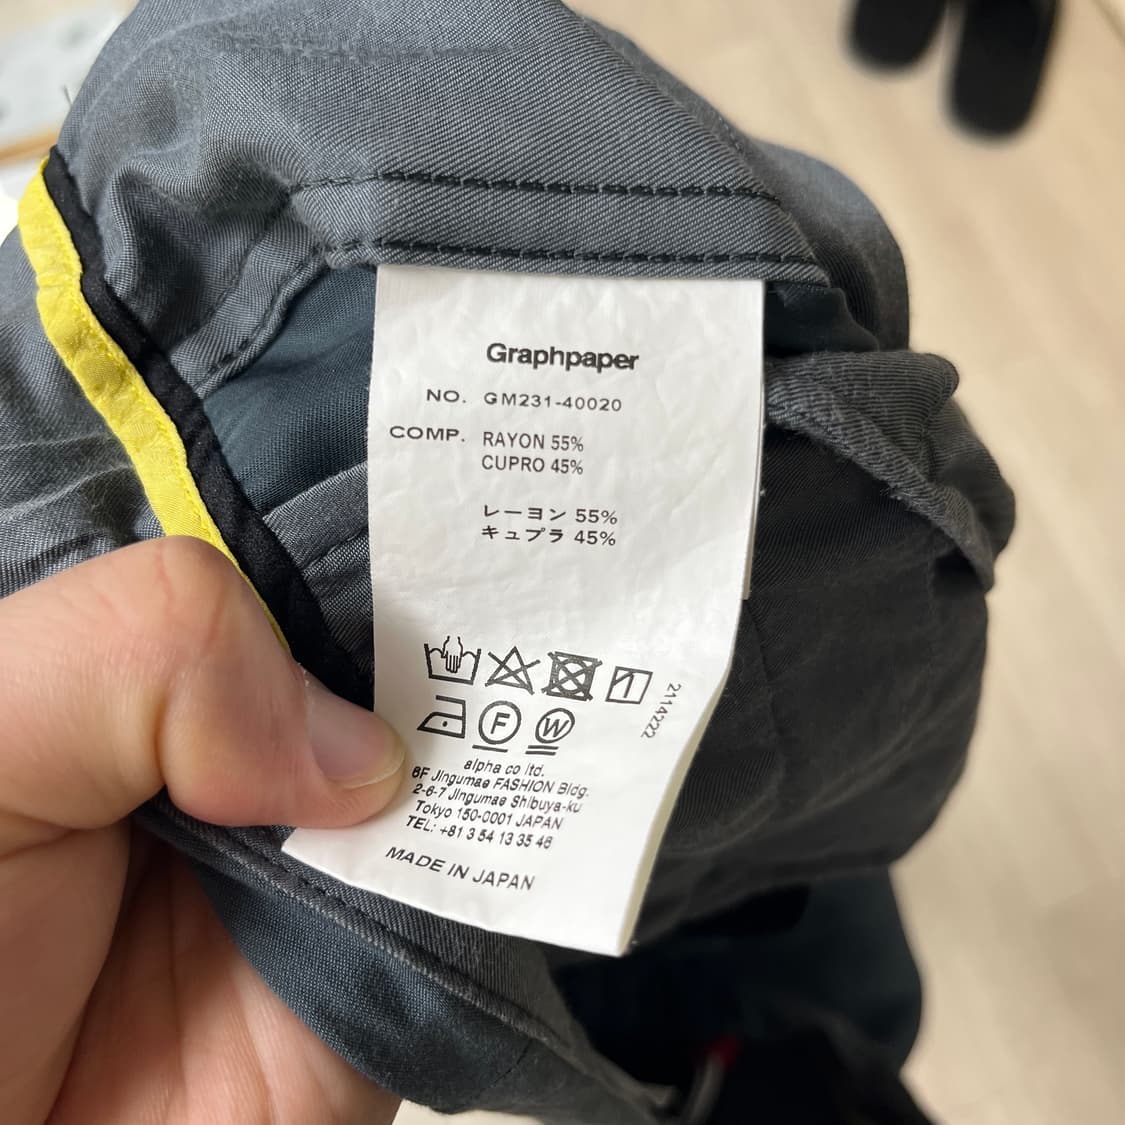 Graphpaper
NO. GM231-40020
COMP. RAYON 55%
CUPRO 45%
レーヨン 55%
キュプラ 45%
F W
2114222
alpha co ltd.
6F Jingumae FASHION Bldg.
2-6-7 Jingumae Shibuya-ku
Tokyo 150-0001 JAPAN
TEL: +81 3 54 13 35 46
MADE IN JAPAN